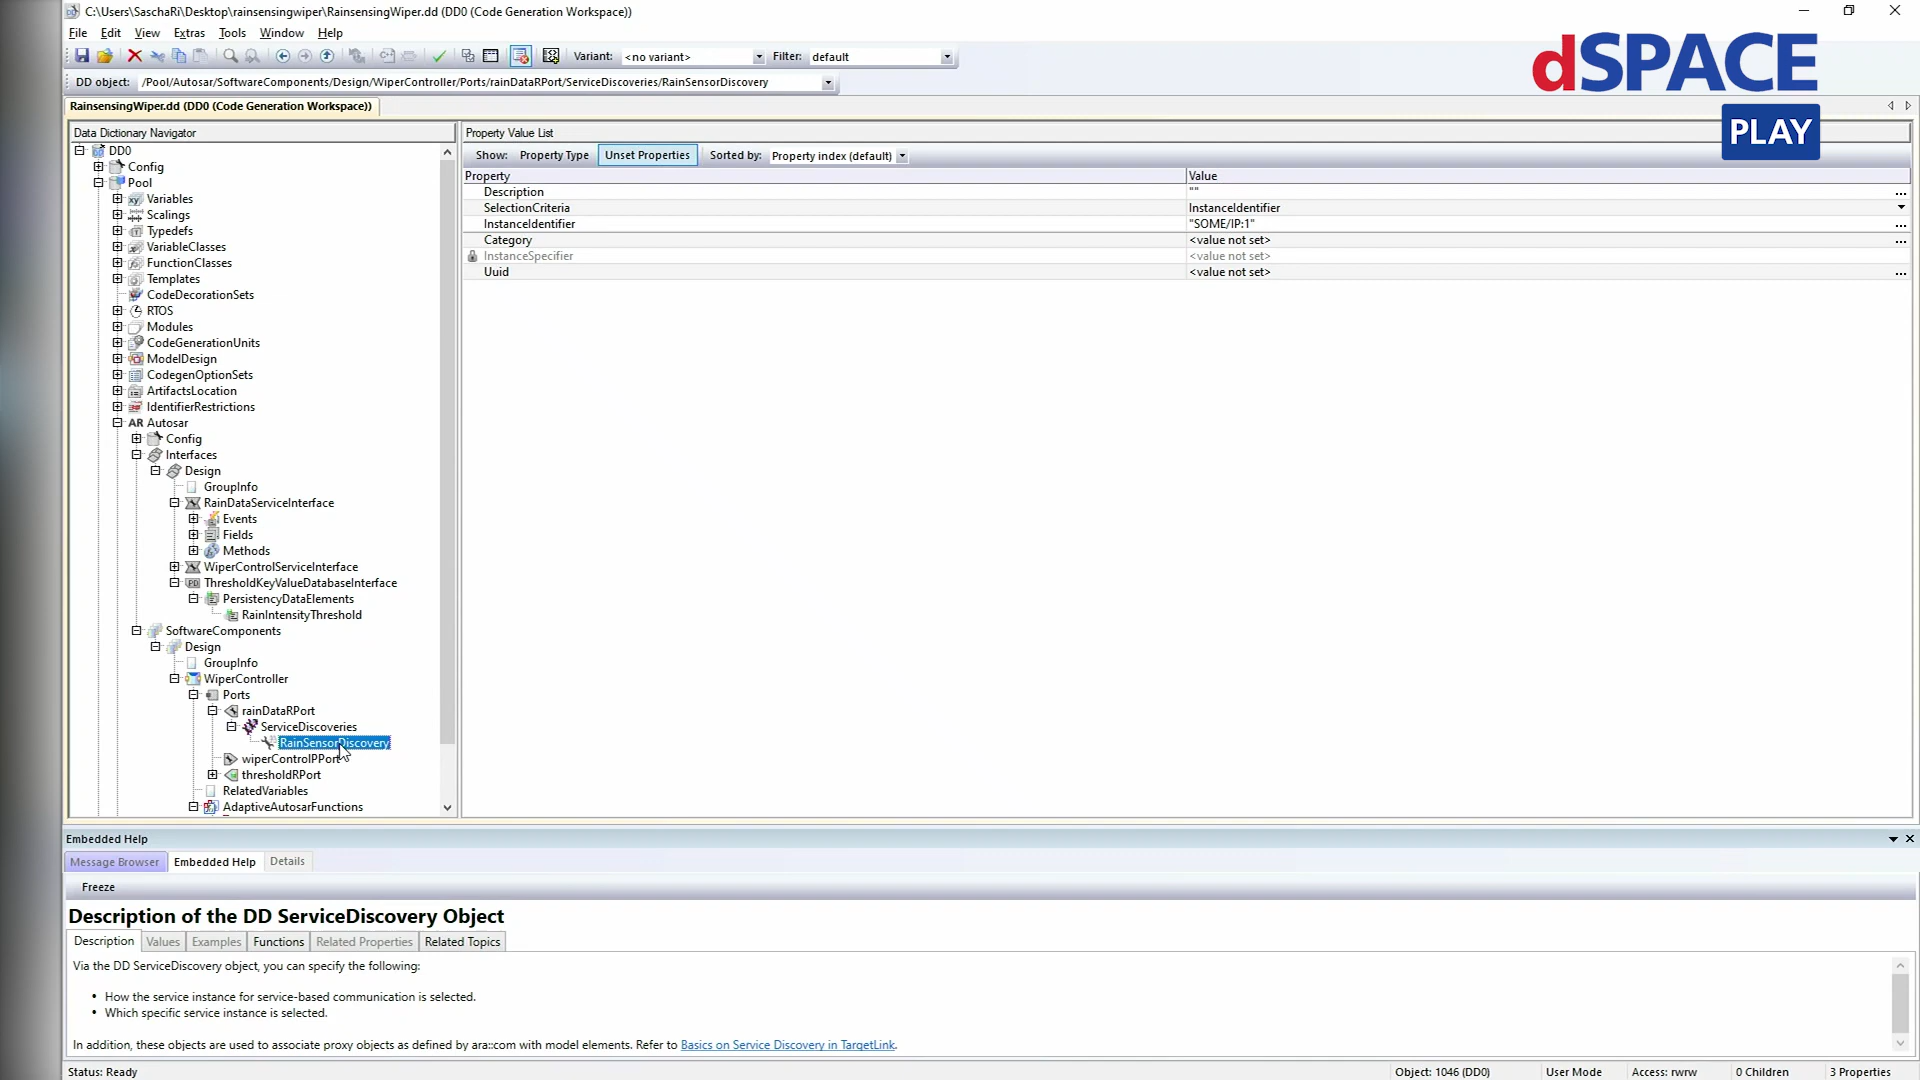 C:\Users\SaschaRi\Desktop\rainsensingwiper\RainsensingWiper.dd (DD0 (Code Generation Workspace))
File Edit View Extras Tools Window Help
Variant: <no variant> Filter: default
DD object: /Pool/Autosar/SoftwareComponents/Design/WiperController/Ports/rainDataRPort/ServiceDiscoveries/RainSensorDiscovery
dSPACE
PLAY
RainsensingWiper.dd (DD0 (Code Generation Workspace))
Data Dictionary Navigator
DD0
Config
Pool
Variables
Scalings
Typedefs
VariableClasses
FunctionClasses
Templates
CodeDecorationSets
RTOS
Modules
CodeGenerationUnits
ModelDesign
CodegenOptionSets
ArtifactsLocation
IdentifierRestrictions
AR Autosar
Config
Interfaces
Design
GroupInfo
RainDataServiceInterface
Events
Fields
Methods
WiperControlServiceInterface
ThresholdKeyValueDatabaseInterface
PersistencyDataElements
RainIntensityThreshold
SoftwareComponents
Design
GroupInfo
WiperController
Ports
rainDataRPort
ServiceDiscoveries
RainSensorDiscovery
wiperControlPPort
thresholdRPort
RelatedVariables
AdaptiveAutosarFunctions
Property Value List
Show: Property Type Unset Properties Sorted by: Property index (default)
Property Value
Description ""
SelectionCriteria InstanceIdentifier
InstanceIdentifier "SOME/IP:1"
Category <value not set>
InstanceSpecifier <value not set>
Uuid <value not set>
Embedded Help
Message Browser Embedded Help Details
Freeze
Description of the DD ServiceDiscovery Object
Description Values Examples Functions Related Properties Related Topics
Via the DD ServiceDiscovery object, you can specify the following:
• How the service instance for service-based communication is selected.
• Which specific service instance is selected.
In addition, these objects are used to associate proxy objects as defined by ara::com with model elements. Refer to Basics on Service Discovery in TargetLink.
Status: Ready Object: 1046 (DD0) User Mode Access: rwrw 0 Children 3 Properties